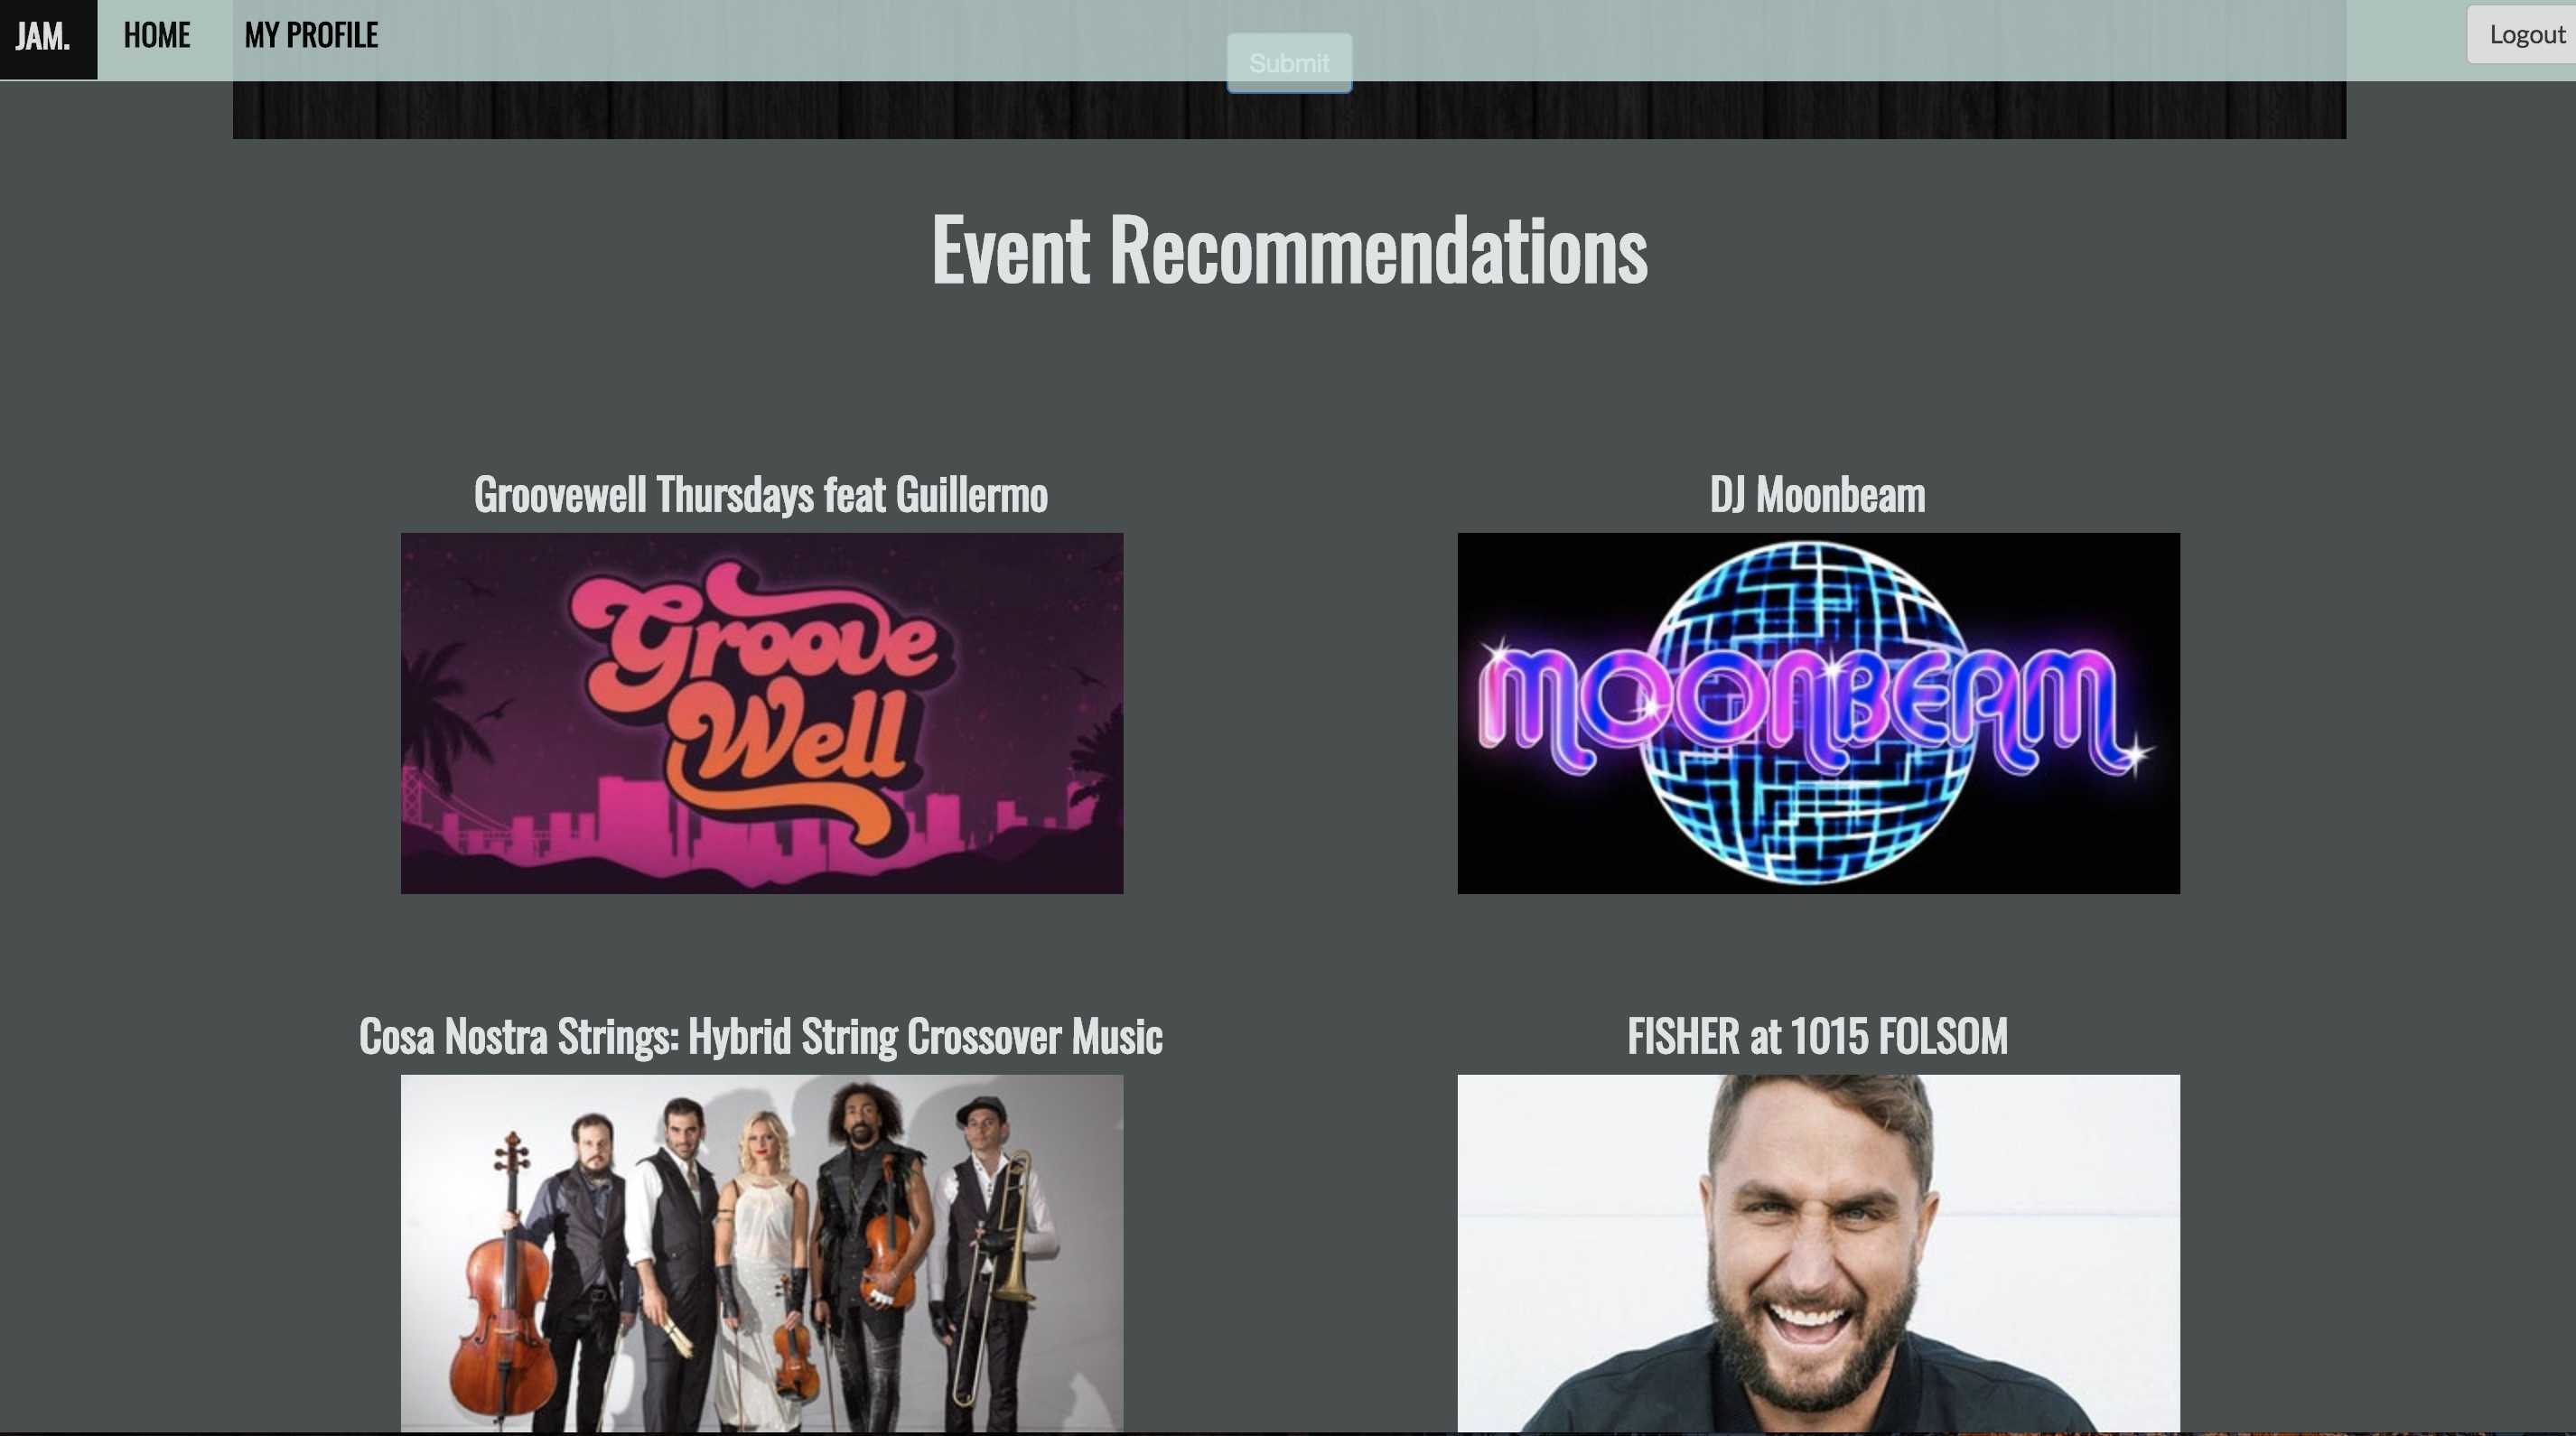 JAM.
HOME
MY PROFILE
Submit
Logout
Event Recommendations
Groovewell Thursdays feat Guillermo
DJ Moonbeam
Groove
Well
MOONBEAM
Cosa Nostra Strings: Hybrid String Crossover Music
FISHER at 1015 FOLSOM